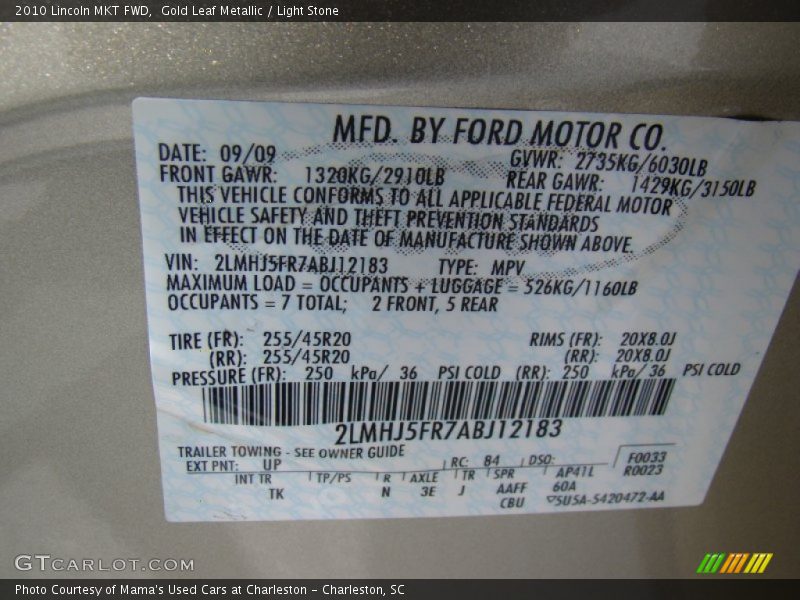 2010 Lincoln MKT FWD, Gold Leaf Metallic / Light Stone
MFD. BY FORD MOTOR CO.
DATE: 09/09 GVWR: 2735KG/6030LB
FRONT GAWR: 1320KG/2910LB REAR GAWR: 1429KG/3150LB
THIS VEHICLE CONFORMS TO ALL APPLICABLE FEDERAL MOTOR
VEHICLE SAFETY AND THEFT PREVENTION STANDARDS
IN EFFECT ON THE DATE OF MANUFACTURE SHOWN ABOVE.
VIN: 2LMHJ5FR7ABJ12183 TYPE: MPV
MAXIMUM LOAD = OCCUPANTS + LUGGAGE = 526KG/1160LB
OCCUPANTS = 7 TOTAL; 2 FRONT, 5 REAR
TIRE (FR): 255/45R20 RIMS (FR): 20X8.0J
(RR): 255/45R20 (RR): 20X8.0J
PRESSURE (FR): 250 kPa/ 36 PSI COLD (RR): 250 kPa/ 36 PSI COLD
2LMHJ5FR7ABJ12183
TRAILER TOWING - SEE OWNER GUIDE
EXT PNT: UP RC: 84 DSO: F0033
R0023
INT TR TP/PS R AXLE TR SPR AP41L
TK N 3E J AAFF 60A
CBU 5U5A-5420472-AA
GTCARLOT.COM
Photo Courtesy of Mama's Used Cars at Charleston - Charleston, SC